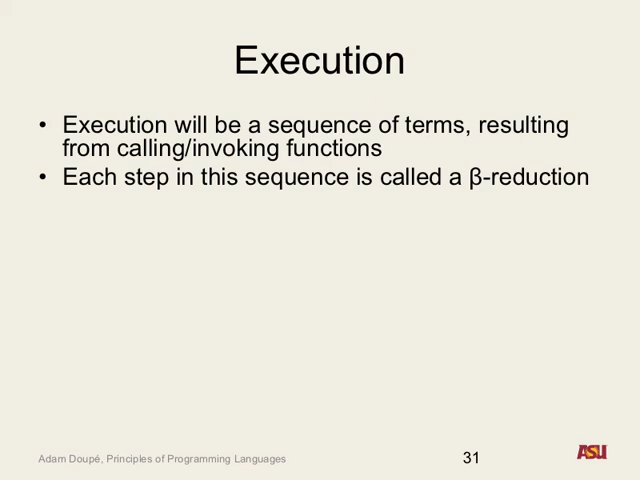 Execution
• Execution will be a sequence of terms, resulting
from calling/invoking functions
• Each step in this sequence is called a β-reduction
Adam Doupé, Principles of Programming Languages
31
ASU